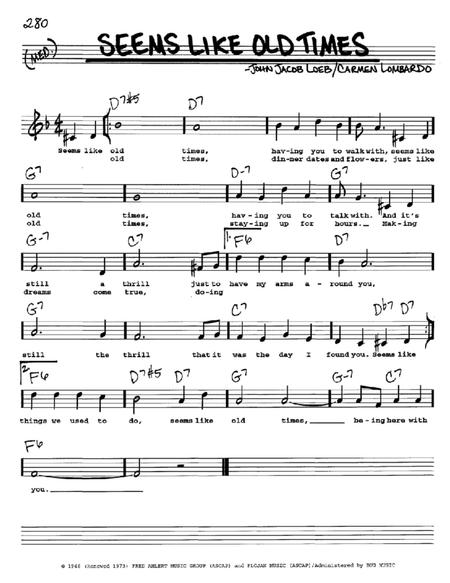 280
SEEMS LIKE OLD TIMES
(MED.)
-JOHN JACOB LOEB/CARMEN LOMBARDO
D7#5 D7
Seems like old times, hav-ing you to walk with, seems like
old times, din-ner dates and flow-ers, just like
G7 D-7 G7
old times, hav-ing you to talk with. And it's
old times, stay-ing up for hours. Mak-ing
G-7 C7 1. F6 D7
still a thrill just to have my arms a-round you,
dreams come true, do-ing
G7 C7 Db7 D7
still the thrill that it was the day I found you. Seems like
2. F6 D7#5 D7 G7 G-7 C7
things we used to do, seems like old times, be-ing here with
F6
you.
© 1946 (Renewed 1973) FRED AHLERT MUSIC GROUP (ASCAP) and FLOJAN MUSIC (ASCAP)/Administered by BUG MUSIC